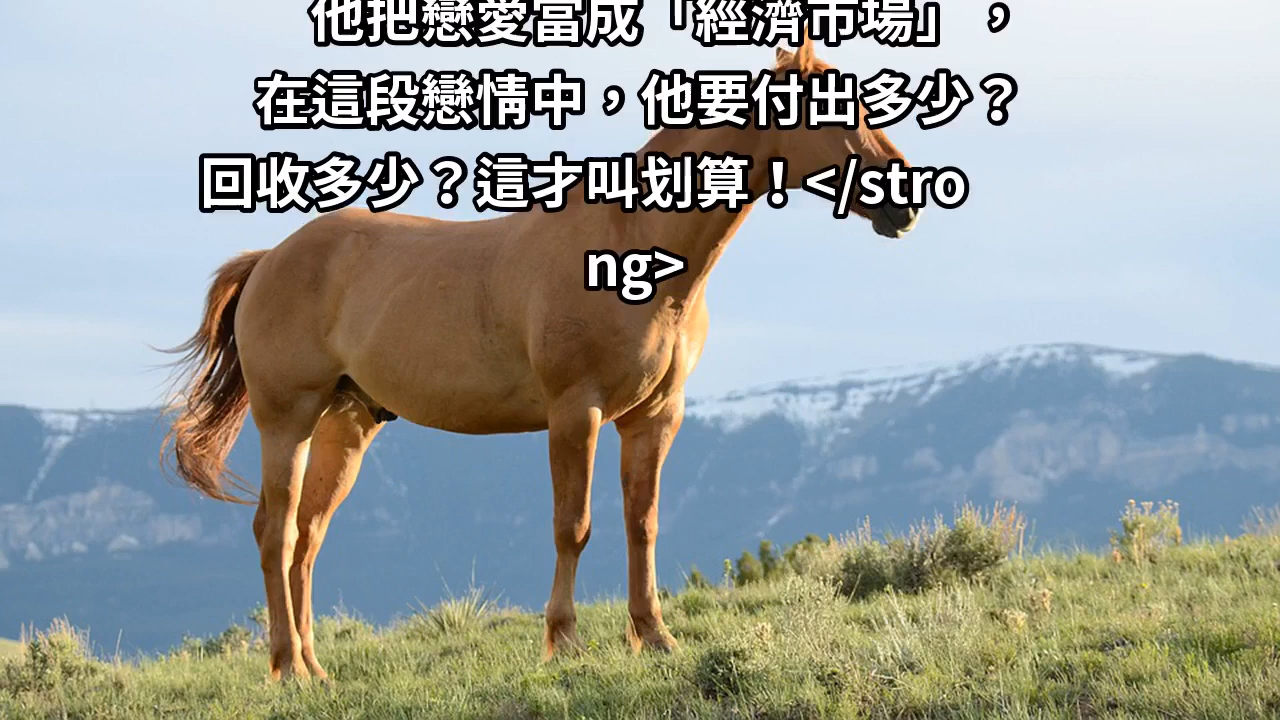 他把戀愛當成「經濟市場」，
在這段戀情中，他要付出多少？
回收多少？這才叫划算！</stro
ng>